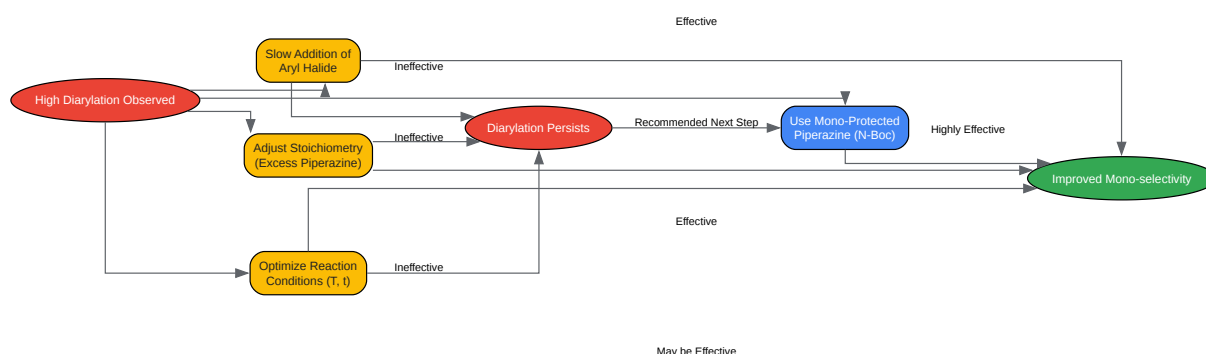 Effective
Slow Addition of
Aryl Halide
Ineffective
High Diarylation Observed
Diarylation Persists
Recommended Next Step
Use Mono-Protected
Piperazine (N-Boc)
Highly Effective
Adjust Stoichiometry
(Excess Piperazine)
Ineffective
Improved Mono-selectivity
Effective
Optimize Reaction
Conditions (T, t)
Ineffective
May be Effective